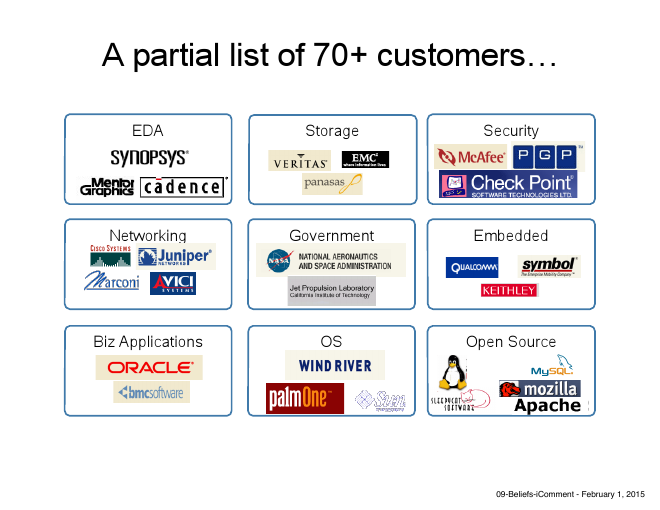 A partial list of 70+ customers…
EDA
SYNOPSYS®
Mentor Graphics
cadence
Storage
VERITAS
EMC²
where information lives
panasas
Security
McAfee
PGP™
Check Point
SOFTWARE TECHNOLOGIES LTD.
Networking
CISCO SYSTEMS
Juniper
NETWORKS
Marconi
AVICI
SYSTEMS
Government
NASA
NATIONAL AERONAUTICS
AND SPACE ADMINISTRATION
Jet Propulsion Laboratory
California Institute of Technology
Embedded
QUALCOMM
symbol
The Enterprise Mobility Company™
KEITHLEY
Biz Applications
ORACLE®
bmcsoftware
OS
WIND RIVER
palmOne
Sun
Open Source
MySQL
SLEEPYCAT
SOFTWARE
mozilla
Apache
09-Beliefs-iComment - February 1, 2015